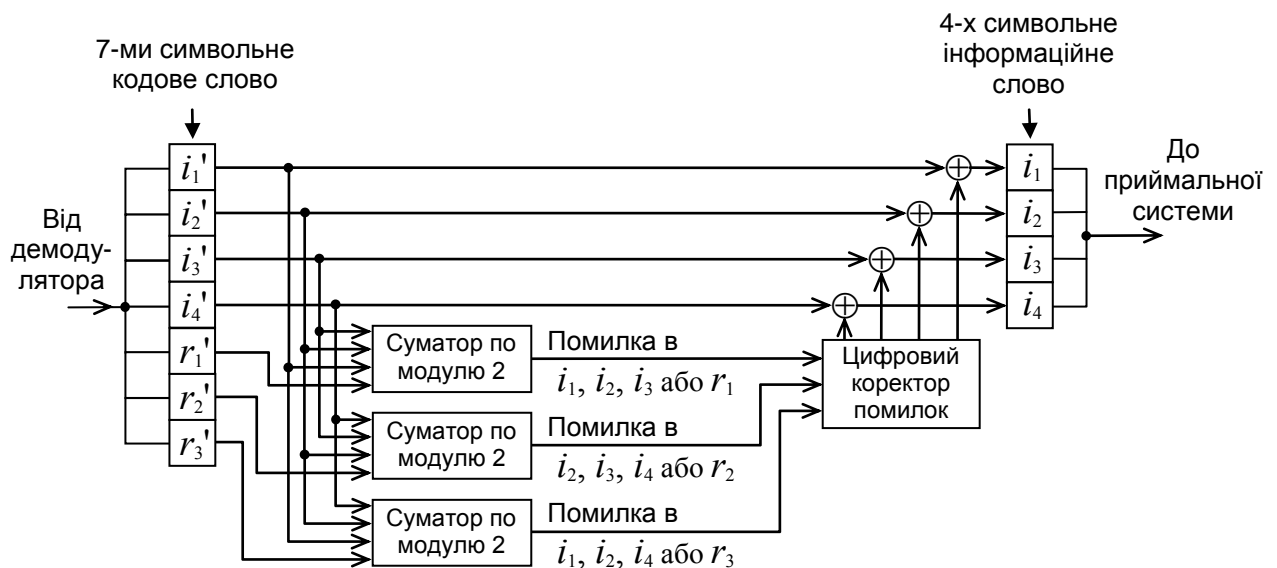 7-ми символьне
кодове слово
4-х символьне
інформаційне
слово
Від
демоду-
лятора
i₁'
i₂'
i₃'
i₄'
r₁'
r₂'
r₃'
i₁
i₂
i₃
i₄
До
приймальної
системи
Суматор по
модулю 2
Помилка в
i₁, i₂, i₃ або r₁
Суматор по
модулю 2
Помилка в
i₂, i₃, i₄ або r₂
Суматор по
модулю 2
Помилка в
i₁, i₂, i₄ або r₃
Цифровий
коректор
помилок